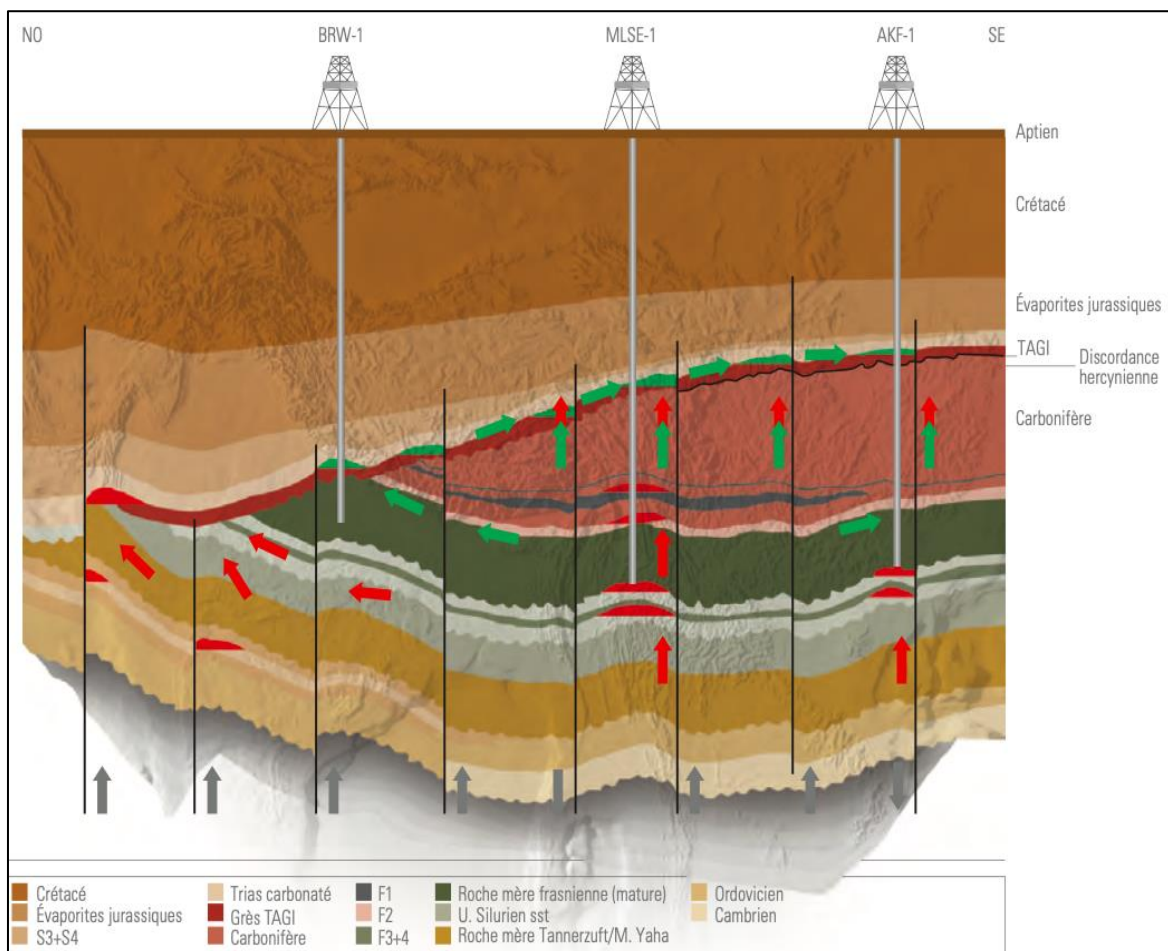 NO BRW-1 MLSE-1 AKF-1 SE
Aptien
Crétacé
Évaporites jurassiques
TAGI
Discordance
hercynienne
Carbonifère
Crétacé
Évaporites jurassiques
S3+S4
Trias carbonaté
Grès TAGI
Carbonifère
F1
F2
F3+4
Roche mère frasnienne (mature)
U. Silurien sst
Roche mère Tannerzuft/M. Yaha
Ordovicien
Cambrien